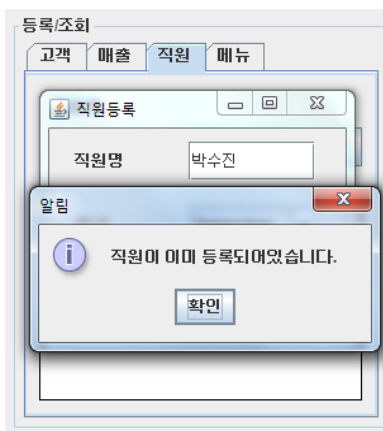 등록/조회
고객 매출 직원 메뉴
직원등록
직원명 박수진
알림
직원이 이미 등록되어있습니다.
확인